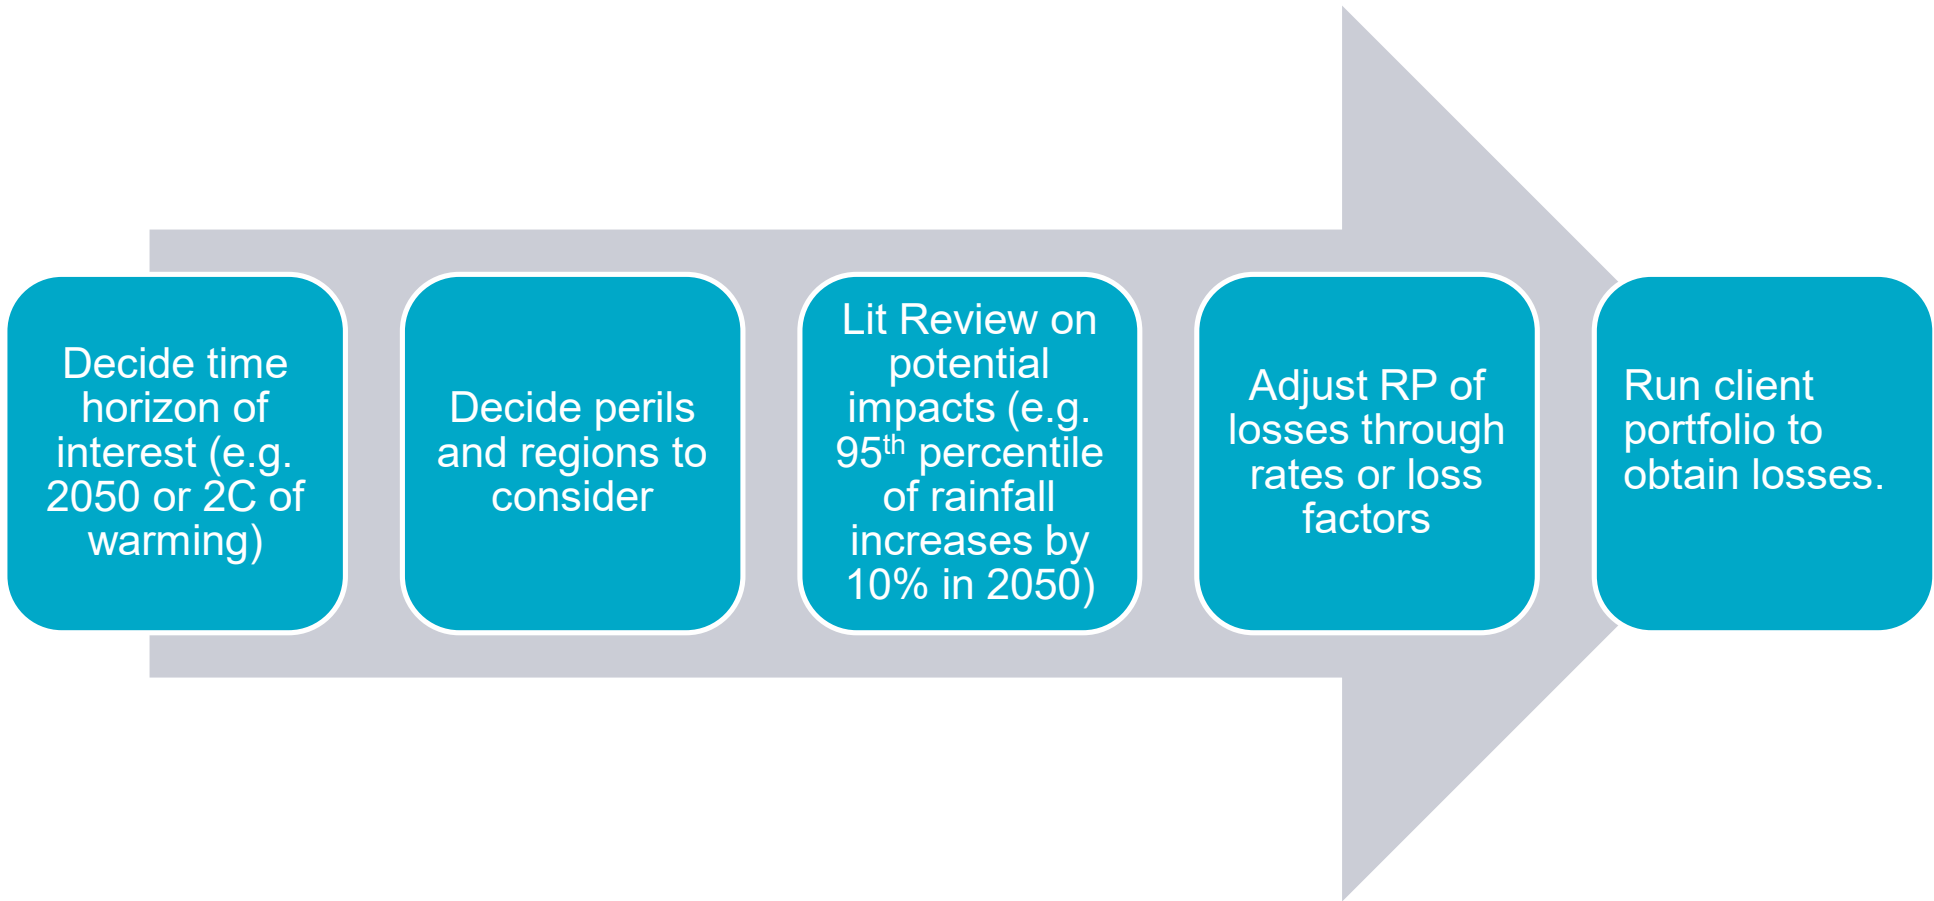 Decide time
horizon of
interest (e.g.
2050 or 2C of
warming)
Decide perils
and regions to
consider
Lit Review on
potential
impacts (e.g.
95th percentile
of rainfall
increases by
10% in 2050)
Adjust RP of
losses through
rates or loss
factors
Run client
portfolio to
obtain losses.